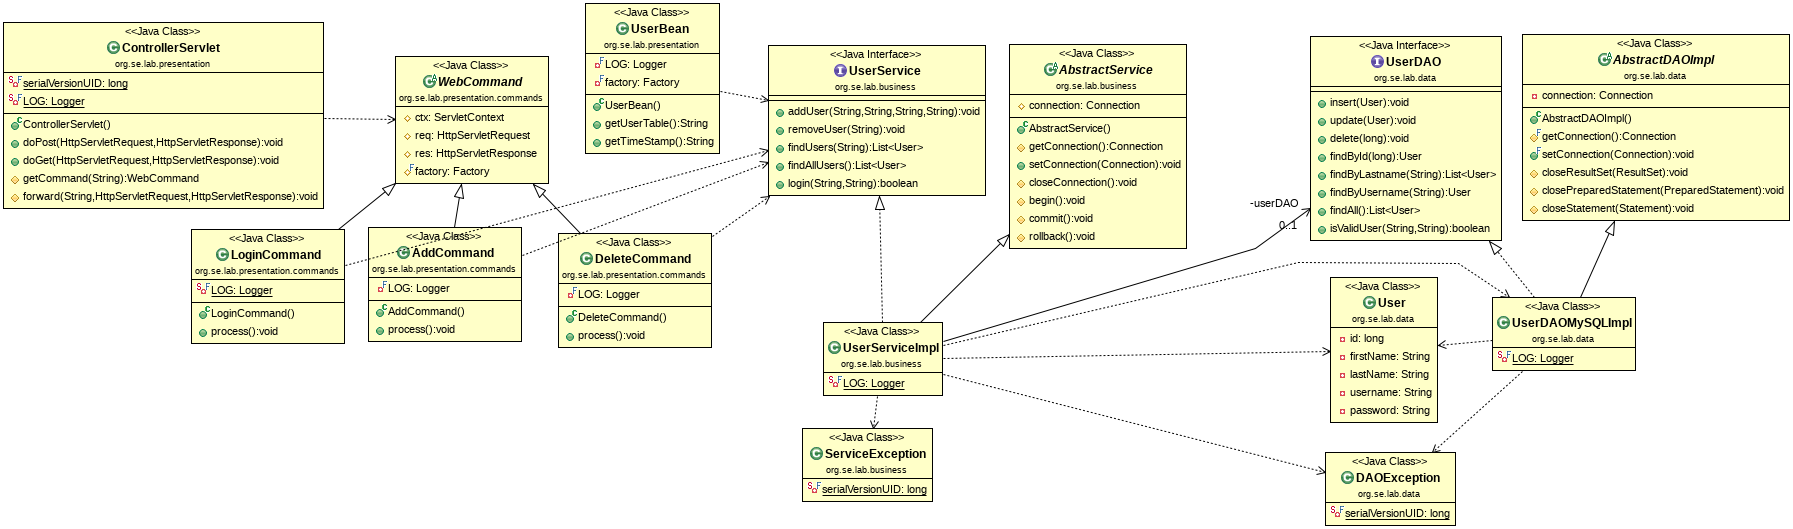 <<Java Class>>
ControllerServlet
org.se.lab.presentation
serialVersionUID: long
LOG: Logger
ControllerServlet()
doPost(HttpServletRequest,HttpServletResponse):void
doGet(HttpServletRequest,HttpServletResponse):void
getCommand(String):WebCommand
forward(String,HttpServletRequest,HttpServletResponse):void
<<Java Class>>
WebCommand
org.se.lab.presentation.commands
ctx: ServletContext
req: HttpServletRequest
res: HttpServletResponse
factory: Factory
<<Java Class>>
UserBean
org.se.lab.presentation
LOG: Logger
factory: Factory
UserBean()
getUserTable():String
getTimeStamp():String
<<Java Interface>>
UserService
org.se.lab.business
addUser(String,String,String,String):void
removeUser(String):void
findUsers(String):List<User>
findAllUsers():List<User>
login(String,String):boolean
<<Java Class>>
AbstractService
org.se.lab.business
connection: Connection
AbstractService()
getConnection():Connection
setConnection(Connection):void
closeConnection():void
begin():void
commit():void
rollback():void
<<Java Interface>>
UserDAO
org.se.lab.data
insert(User):void
update(User):void
delete(long):void
findById(long):User
findByLastname(String):List<User>
findByUsername(String):User
findAll():List<User>
isValidUser(String,String):boolean
<<Java Class>>
AbstractDAOImpl
org.se.lab.data
connection: Connection
AbstractDAOImpl()
getConnection():Connection
setConnection(Connection):void
closeResultSet(ResultSet):void
closePreparedStatement(PreparedStatement):void
closeStatement(Statement):void
-userDAO
0..1
<<Java Class>>
LoginCommand
org.se.lab.presentation.commands
LOG: Logger
LoginCommand()
process():void
<<Java Class>>
AddCommand
org.se.lab.presentation.commands
LOG: Logger
AddCommand()
process():void
<<Java Class>>
DeleteCommand
org.se.lab.presentation.commands
LOG: Logger
DeleteCommand()
process():void
<<Java Class>>
UserServiceImpl
org.se.lab.business
LOG: Logger
<<Java Class>>
User
org.se.lab.data
id: long
firstName: String
lastName: String
username: String
password: String
<<Java Class>>
UserDAOMySQLImpl
org.se.lab.data
LOG: Logger
<<Java Class>>
ServiceException
org.se.lab.business
serialVersionUID: long
<<Java Class>>
DAOException
org.se.lab.data
serialVersionUID: long